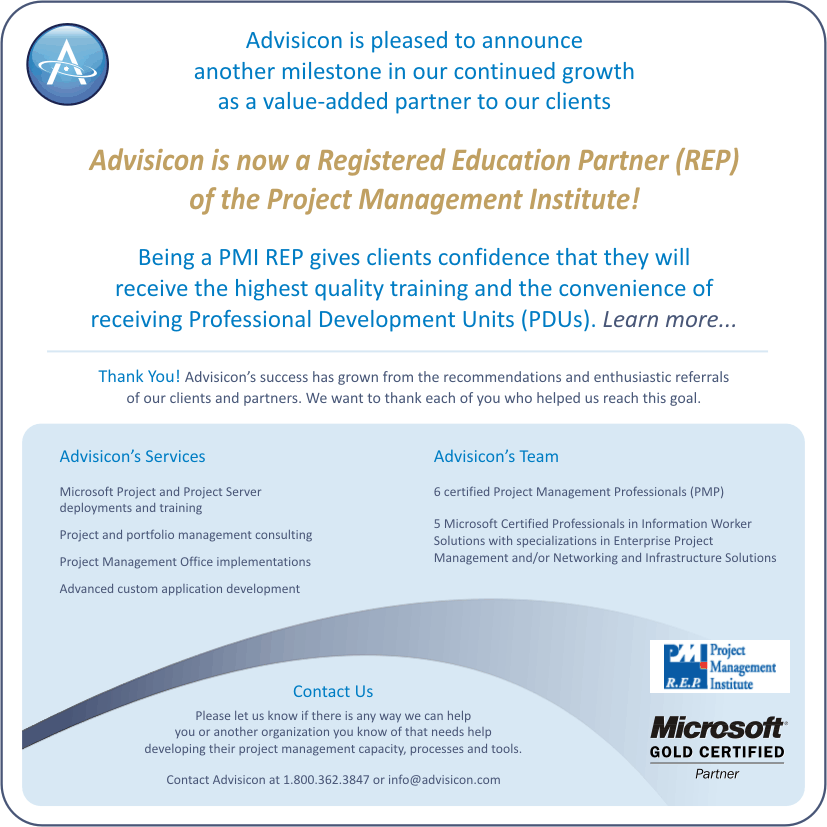 Advisicon is pleased to announce
another milestone in our continued growth
as a value-added partner to our clients
Advisicon is now a Registered Education Partner (REP)
of the Project Management Institute!
Being a PMI REP gives clients confidence that they will
receive the highest quality training and the convenience of
receiving Professional Development Units (PDUs). Learn more...
Thank You! Advisicon’s success has grown from the recommendations and enthusiastic referrals
of our clients and partners. We want to thank each of you who helped us reach this goal.
Advisicon’s Services
Microsoft Project and Project Server
deployments and training
Project and portfolio management consulting
Project Management Office implementations
Advanced custom application development
Advisicon’s Team
6 certified Project Management Professionals (PMP)
5 Microsoft Certified Professionals in Information Worker
Solutions with specializations in Enterprise Project
Management and/or Networking and Infrastructure Solutions
Contact Us
Please let us know if there is any way we can help
you or another organization you know of that needs help
developing their project management capacity, processes and tools.
Contact Advisicon at 1.800.362.3847 or info@advisicon.com
PMI
R.E.P.
Project
Management
Institute
Microsoft®
GOLD CERTIFIED
Partner